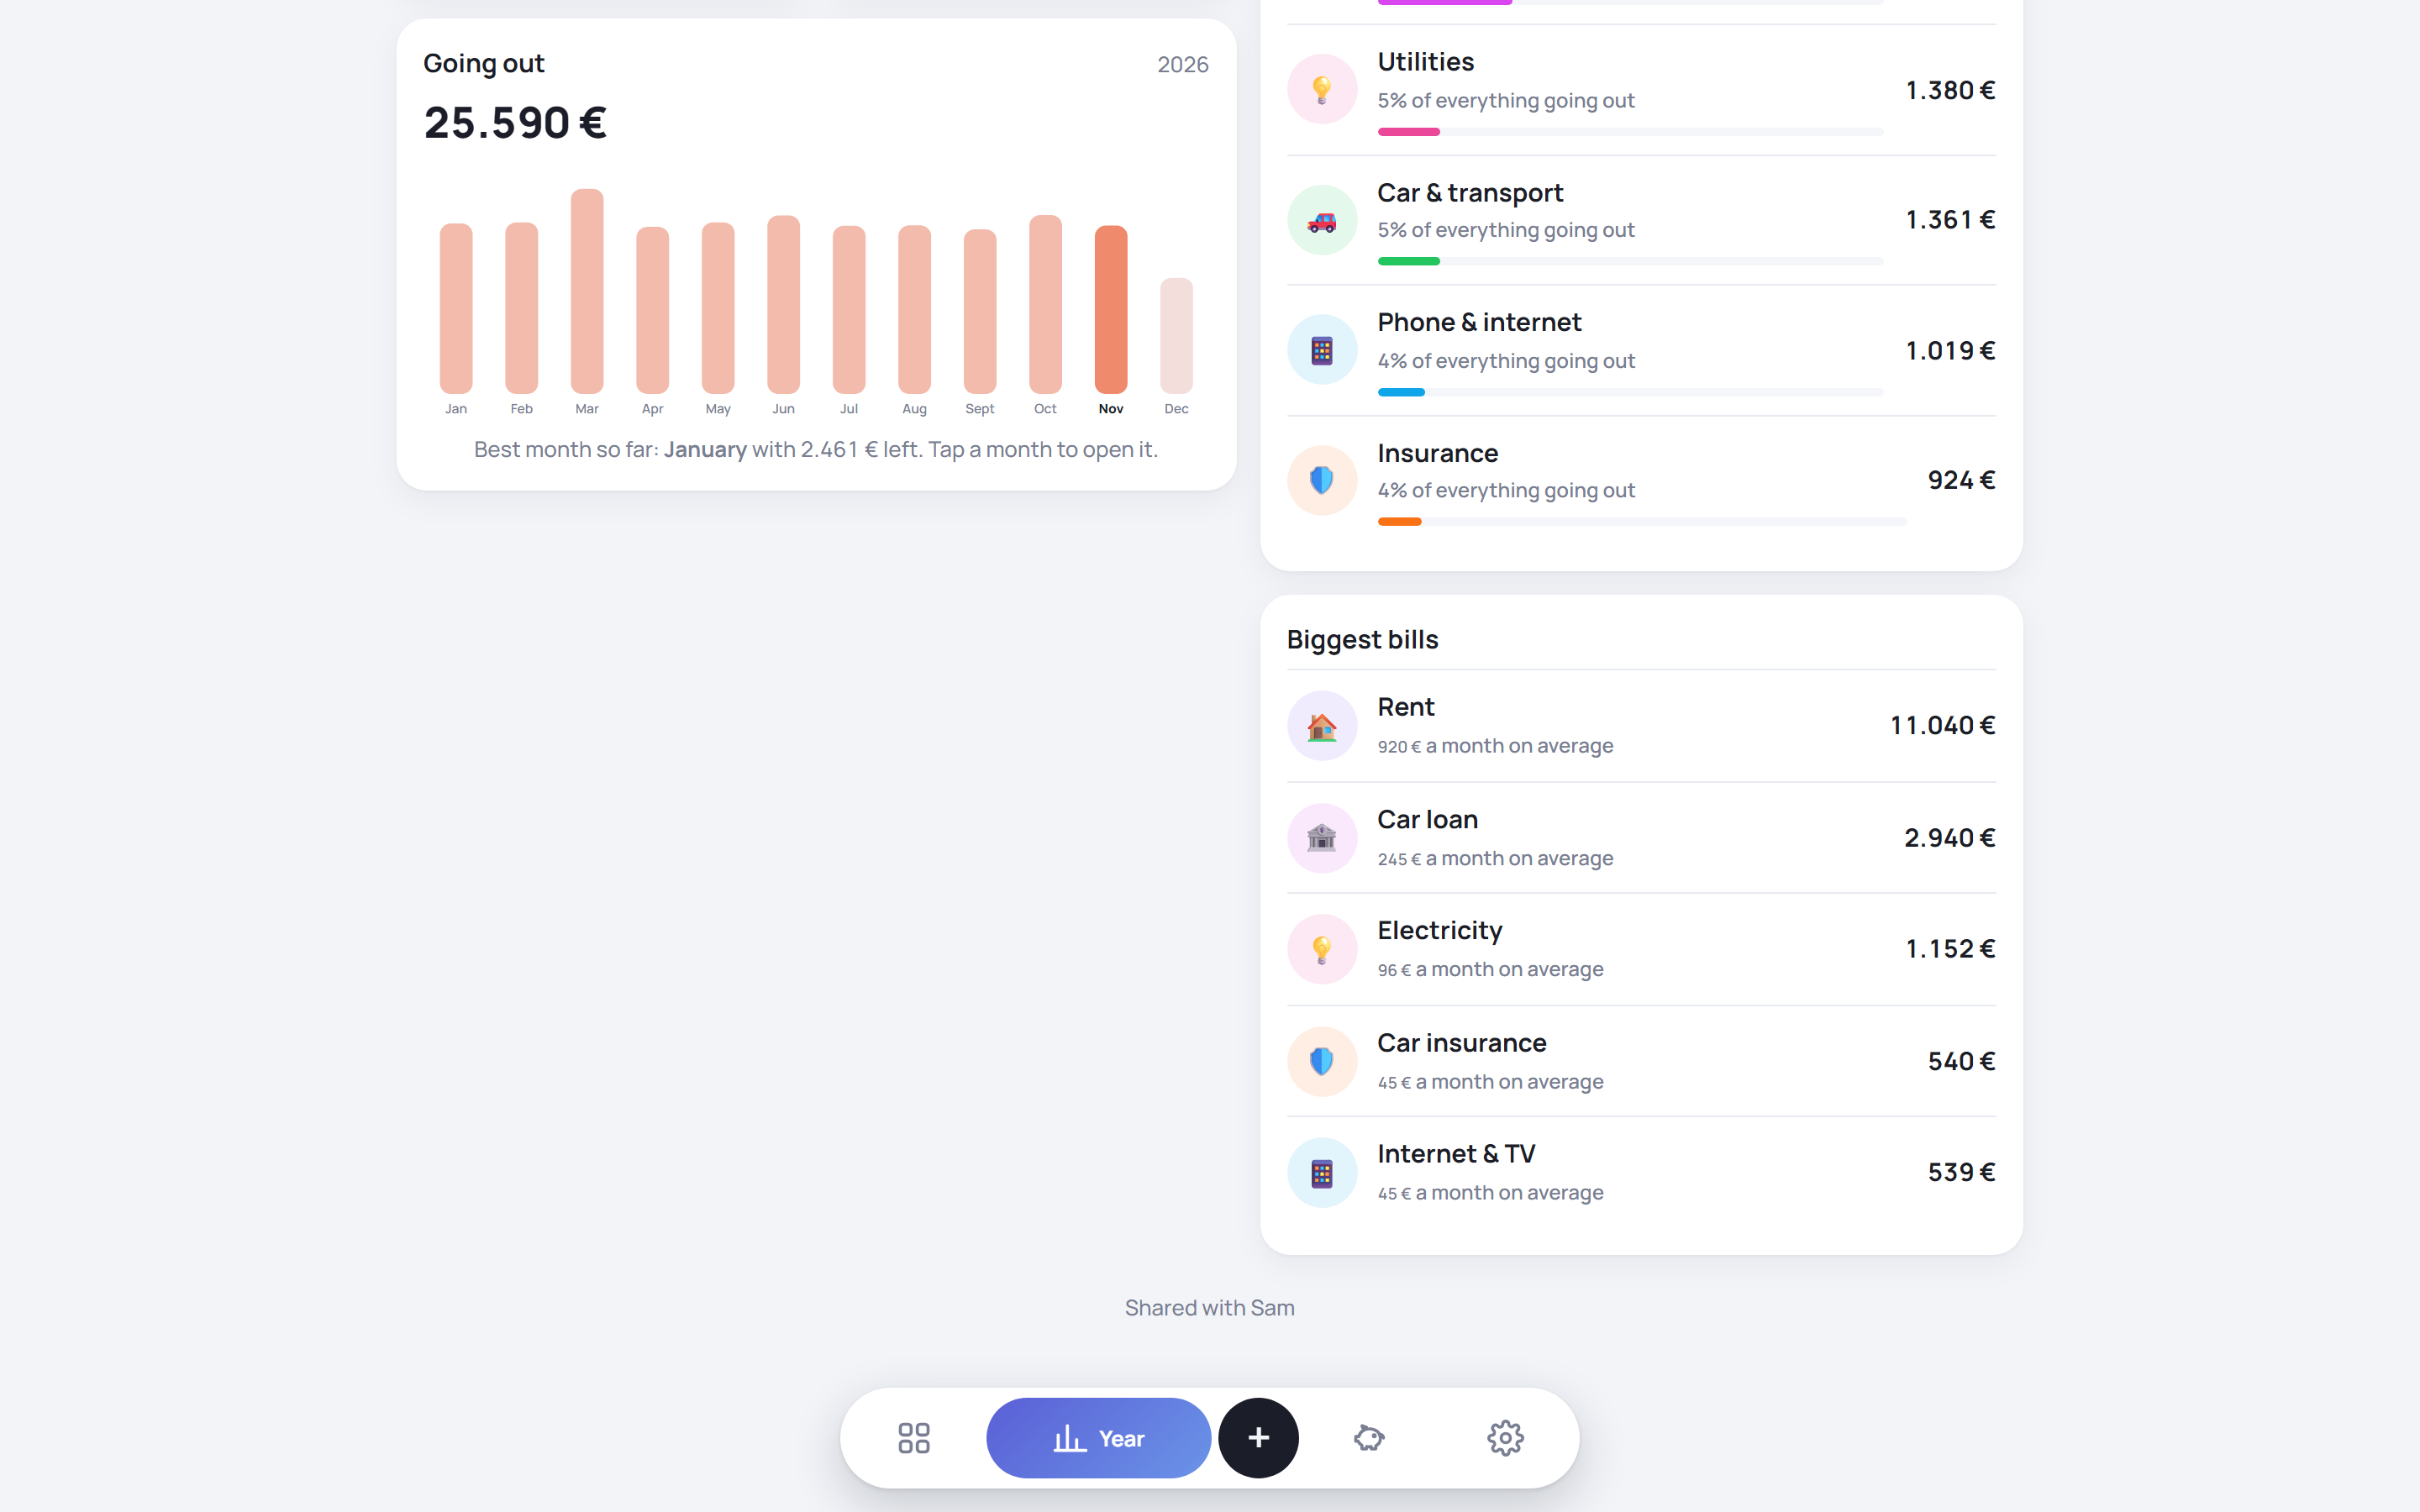 Going out
2026
25.590 €
Jan Feb Mar Apr May Jun Jul Aug Sept Oct Nov Dec
Best month so far: January with 2.461 € left. Tap a month to open it.
Utilities
5% of everything going out
1.380 €
Car & transport
5% of everything going out
1.361 €
Phone & internet
4% of everything going out
1.019 €
Insurance
4% of everything going out
924 €
Biggest bills
Rent
920 € a month on average
11.040 €
Car loan
245 € a month on average
2.940 €
Electricity
96 € a month on average
1.152 €
Car insurance
45 € a month on average
540 €
Internet & TV
45 € a month on average
539 €
Shared with Sam
Year